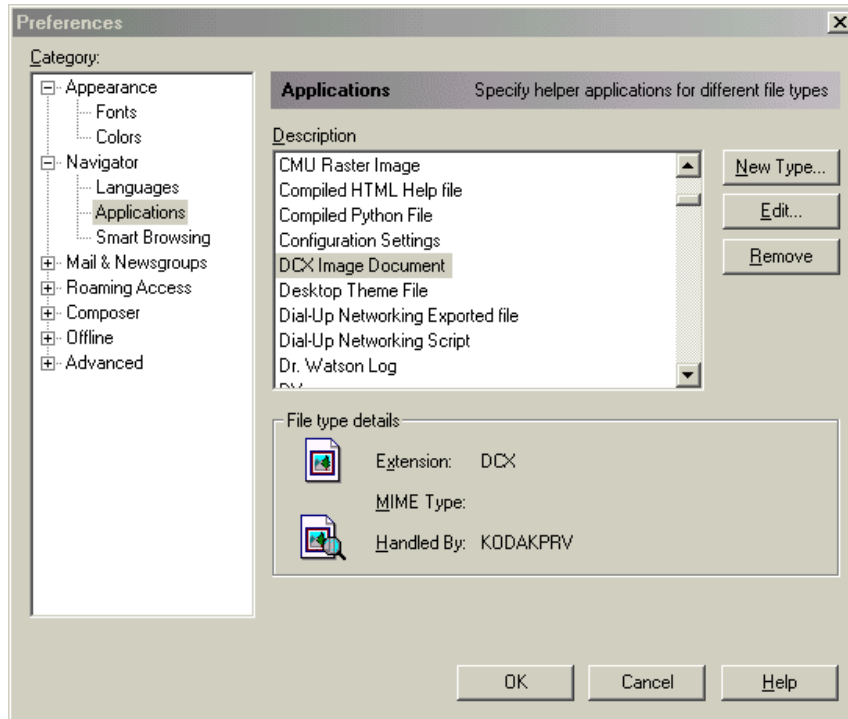 Preferences
Category:
Appearance
Fonts
Colors
Navigator
Languages
Applications
Smart Browsing
Mail & Newsgroups
Roaming Access
Composer
Offline
Advanced
Applications Specify helper applications for different file types
Description
CMU Raster Image
Compiled HTML Help file
Compiled Python File
Configuration Settings
DCX Image Document
Desktop Theme File
Dial-Up Networking Exported file
Dial-Up Networking Script
Dr. Watson Log
New Type...
Edit...
Remove
File type details
Extension: DCX
MIME Type:
Handled By: KODAKPRV
OK Cancel Help